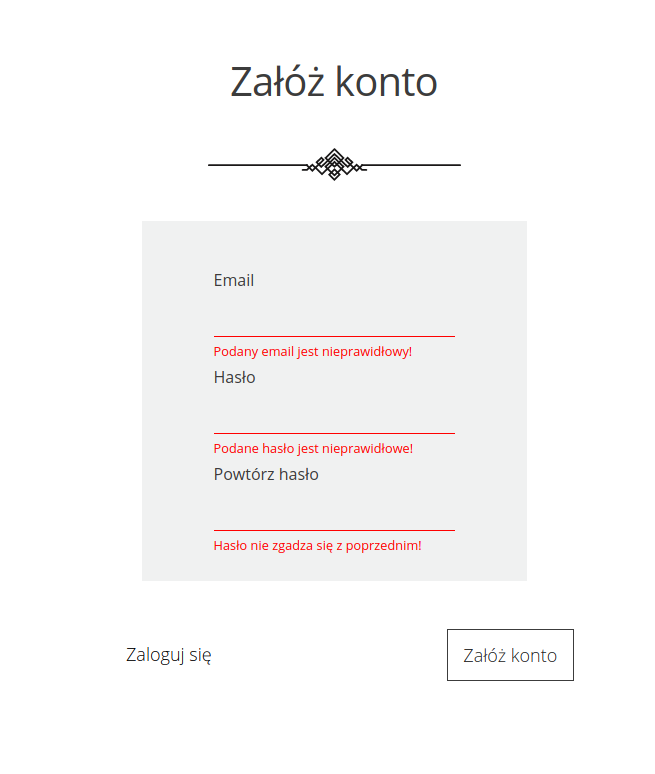 Załóż konto
Email
Podany email jest nieprawidłowy!
Hasło
Podane hasło jest nieprawidłowe!
Powtórz hasło
Hasło nie zgadza się z poprzednim!
Zaloguj się
Załóż konto